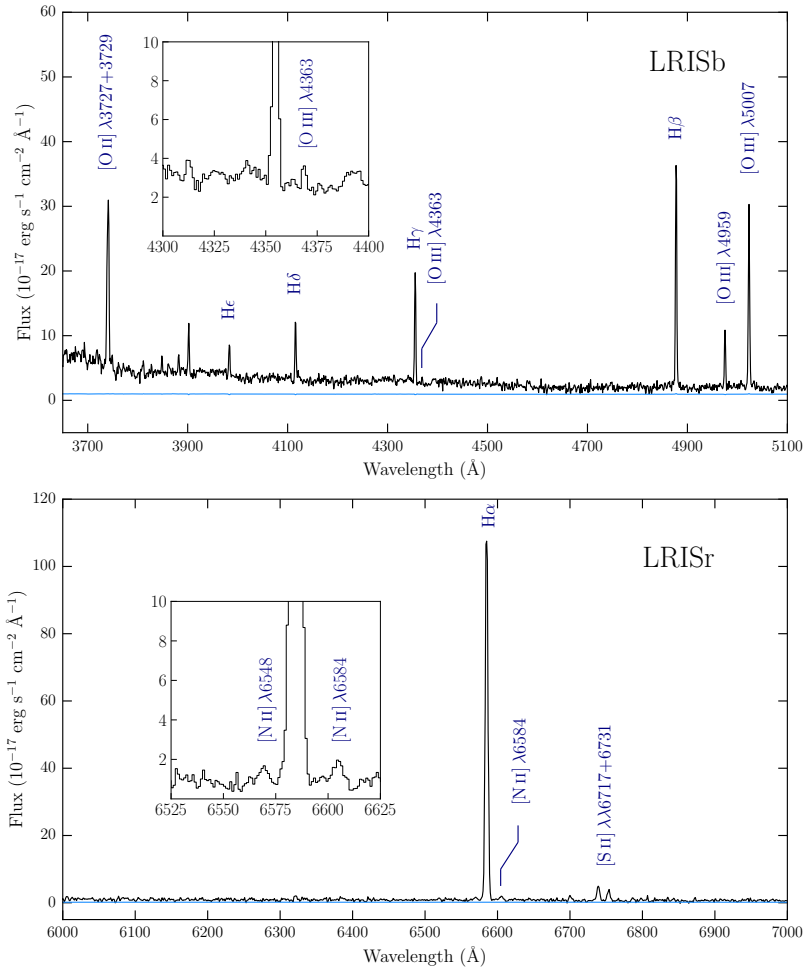 60
50
40
30
20
10
0
Flux (10⁻¹⁷ erg s⁻¹ cm⁻² Å⁻¹)
LRISb
[O II] λ3727+3729
Hϵ
Hδ
Hγ
[O III] λ4363
Hβ
[O III] λ4959
[O III] λ5007
10
8
6
4
2
[O III] λ4363
4300 4325 4350 4375 4400
3700 3900 4100 4300 4500 4700 4900 5100
Wavelength (Å)
120
100
80
60
40
20
0
Flux (10⁻¹⁷ erg s⁻¹ cm⁻² Å⁻¹)
LRISr
Hα
[N II] λ6584
[S II] λλ6717+6731
10
8
6
4
2
[N II] λ6548
[N II] λ6584
6525 6550 6575 6600 6625
6000 6100 6200 6300 6400 6500 6600 6700 6800 6900 7000
Wavelength (Å)